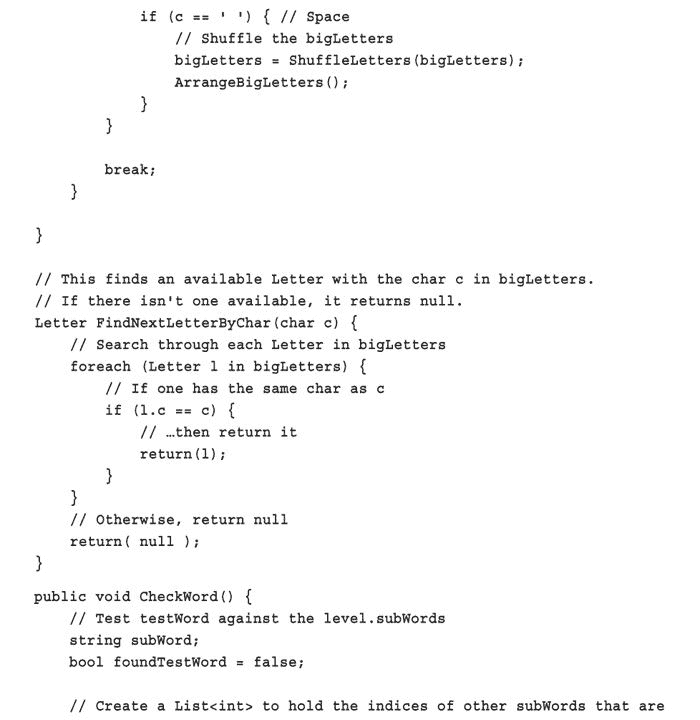 if (c == ' ') { // Space
// Shuffle the bigLetters
bigLetters = ShuffleLetters(bigLetters);
ArrangeBigLetters();
}
}
break;
}
}
// This finds an available Letter with the char c in bigLetters.
// If there isn't one available, it returns null.
Letter FindNextLetterByChar(char c) {
// Search through each Letter in bigLetters
foreach (Letter l in bigLetters) {
// If one has the same char as c
if (l.c == c) {
// …then return it
return(l);
}
}
// Otherwise, return null
return( null );
}
public void CheckWord() {
// Test testWord against the level.subWords
string subWord;
bool foundTestWord = false;
// Create a List<int> to hold the indices of other subWords that are